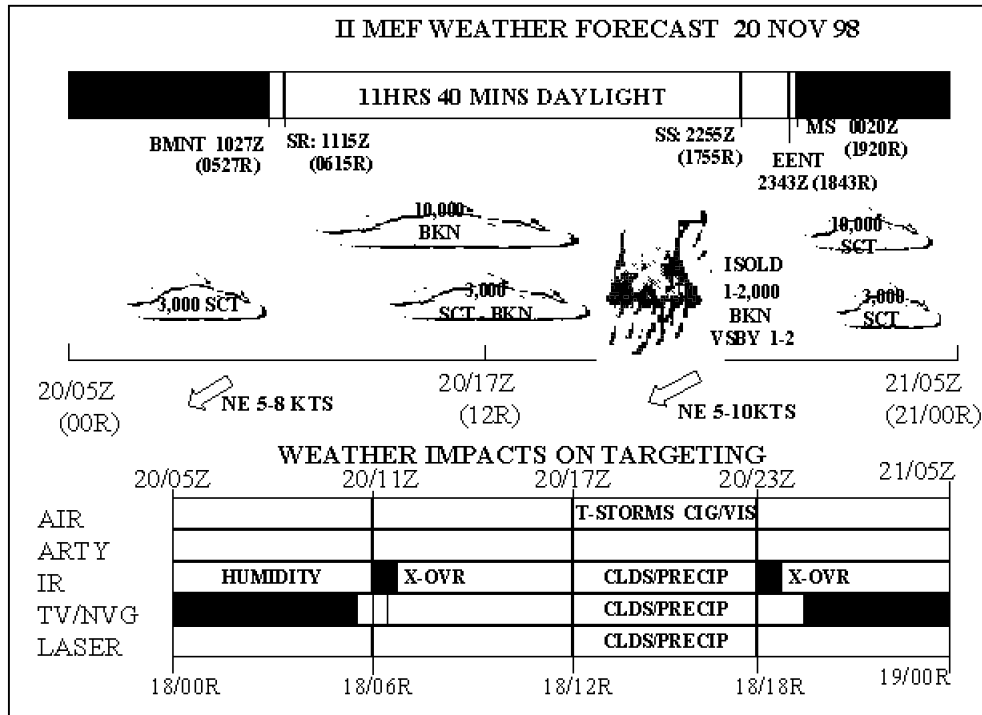 II MEF WEATHER FORECAST 20 NOV 98
11HRS 40 MINS DAYLIGHT
BMNT 1027Z
(0527R)
SR: 1115Z
(0615R)
SS: 2255Z
(1755R)
EENT
2343Z (1843R)
MS 0020Z
(1920R)
10,000
BKN
10,000
SCT
3,000 SCT
3,000
SCT - BKN
ISOLD
1-2,000
BKN
VSBY 1-2
3,000
SCT
20/05Z
(00R)
NE 5-8 KTS
20/17Z
(12R)
NE 5-10KTS
21/05Z
(21/00R)
WEATHER IMPACTS ON TARGETING
20/05Z 20/11Z 20/17Z 20/23Z 21/05Z
AIR T-STORMS CIG/VIS
ARTY
IR HUMIDITY X-OVR CLDS/PRECIP X-OVR
TV/NVG CLDS/PRECIP
LASER CLDS/PRECIP
18/00R 18/06R 18/12R 18/18R 19/00R